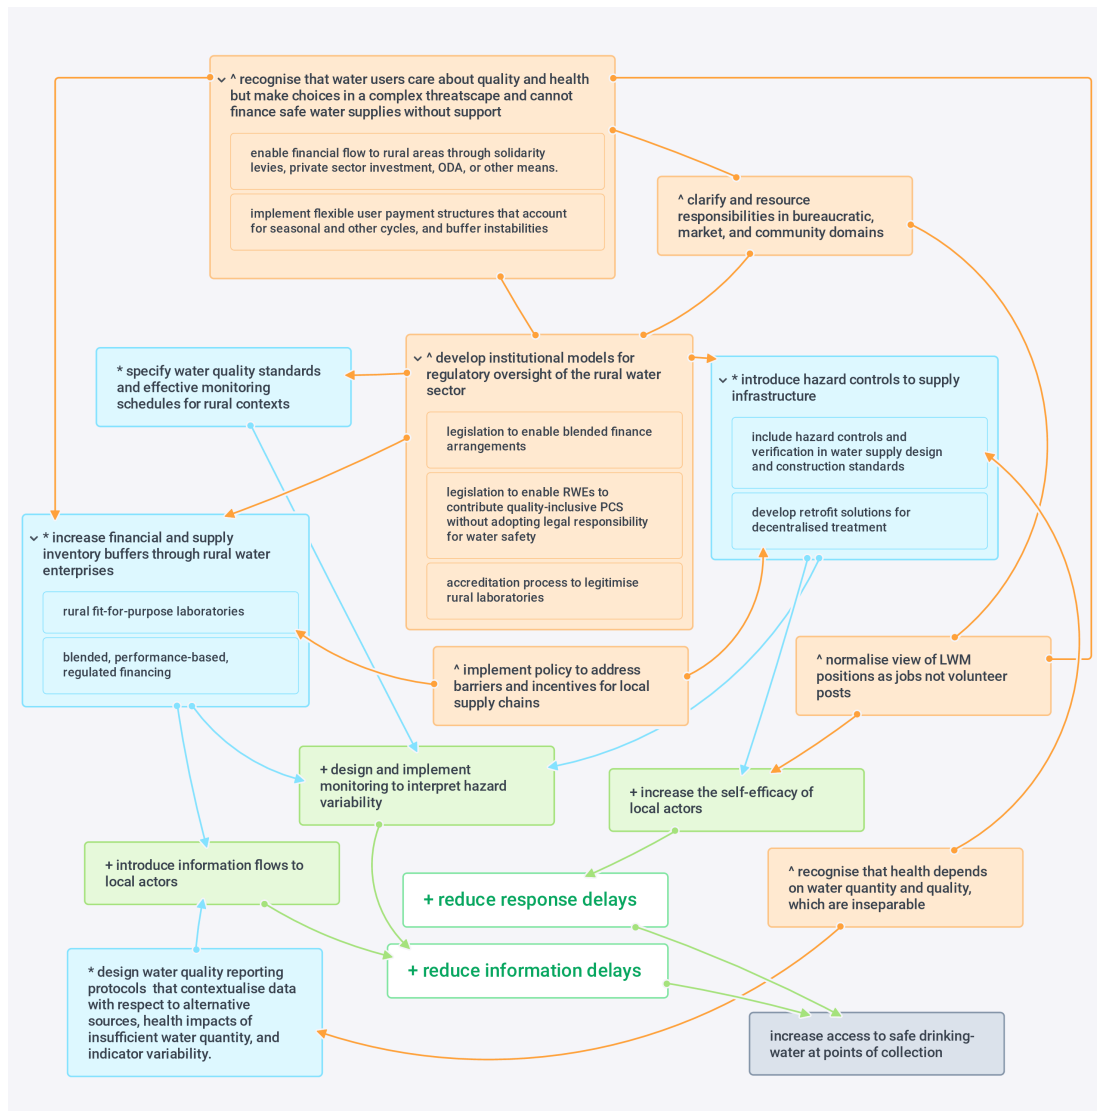 ^ recognise that water users care about quality and health
but make choices in a complex threatscape and cannot
finance safe water supplies without support
enable financial flow to rural areas through solidarity
levies, private sector investment, ODA, or other means.
implement flexible user payment structures that account
for seasonal and other cycles, and buffer instabilities
^ clarify and resource
responsibilities in bureaucratic,
market, and community domains
* specify water quality standards
and effective monitoring
schedules for rural contexts
^ develop institutional models for
regulatory oversight of the rural water
sector
legislation to enable blended finance
arrangements
legislation to enable RWEs to
contribute quality-inclusive PCS
without adopting legal responsibility
for water safety
accreditation process to legitimise
rural laboratories
* introduce hazard controls to supply
infrastructure
include hazard controls and
verification in water supply design
and construction standards
develop retrofit solutions for
decentralised treatment
* increase financial and supply
inventory buffers through rural water
enterprises
rural fit-for-purpose laboratories
blended, performance-based,
regulated financing
^ implement policy to address
barriers and incentives for local
supply chains
^ normalise view of LWM
positions as jobs not volunteer
posts
+ design and implement
monitoring to interpret hazard
variability
+ increase the self-efficacy of
local actors
+ introduce information flows to
local actors
+ reduce response delays
^ recognise that health depends
on water quantity and quality,
which are inseparable
+ reduce information delays
* design water quality reporting
protocols that contextualise data
with respect to alternative
sources, health impacts of
insufficient water quantity, and
indicator variability.
increase access to safe drinking-
water at points of collection